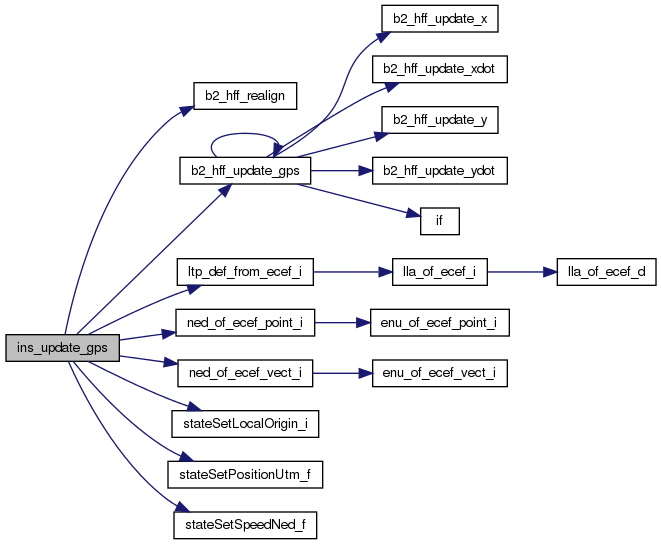 b2_hff_update_x
b2_hff_update_xdot
b2_hff_realign
b2_hff_update_y
b2_hff_update_gps
b2_hff_update_ydot
if
ltp_def_from_ecef_i
lla_of_ecef_i
lla_of_ecef_d
ned_of_ecef_point_i
enu_of_ecef_point_i
ins_update_gps
ned_of_ecef_vect_i
enu_of_ecef_vect_i
stateSetLocalOrigin_i
stateSetPositionUtm_f
stateSetSpeedNed_f